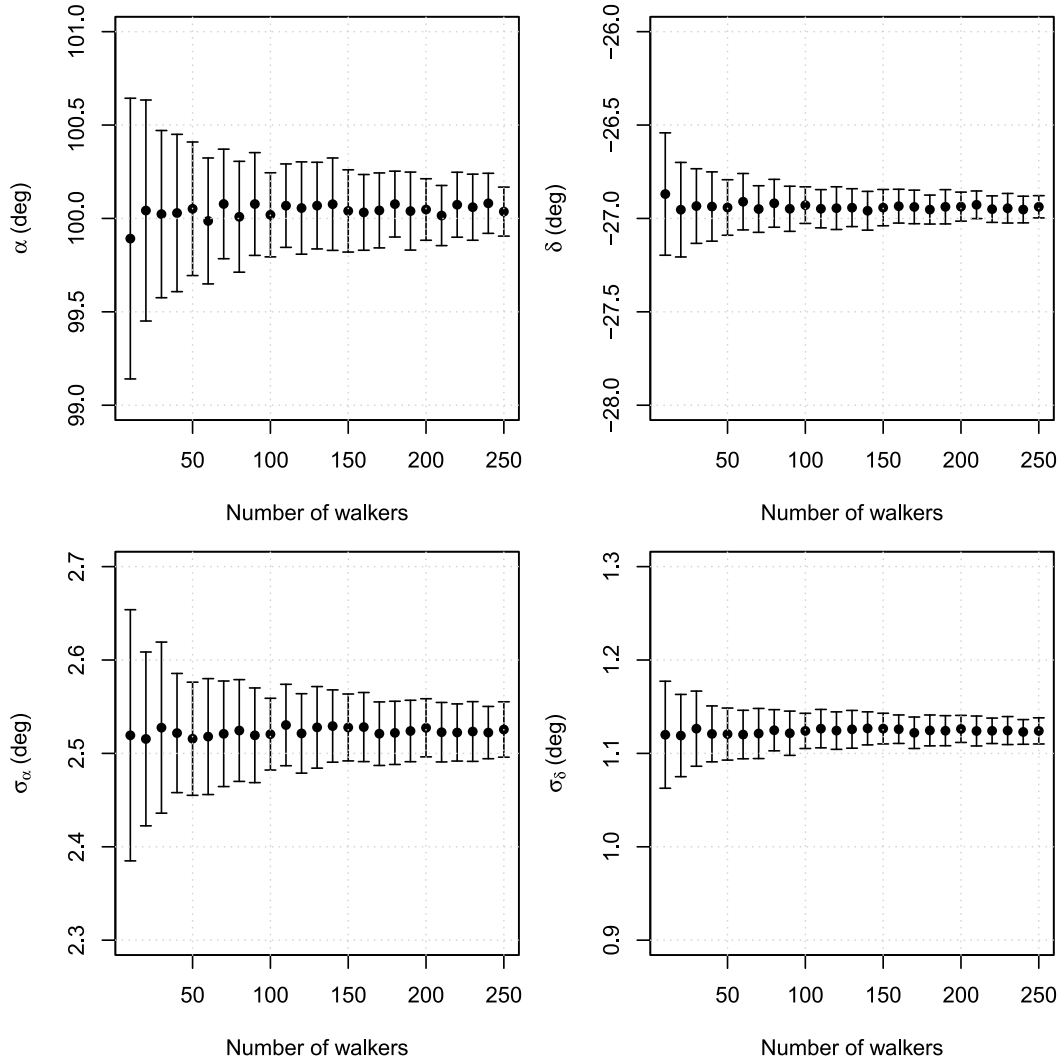 α (deg)
101.0
100.5
100.0
99.5
99.0
50 100 150 200 250
Number of walkers
δ (deg)
−26.0
−26.5
−27.0
−27.5
−28.0
50 100 150 200 250
Number of walkers
σα (deg)
2.7
2.6
2.5
2.4
2.3
50 100 150 200 250
Number of walkers
σδ (deg)
1.3
1.2
1.1
1.0
0.9
50 100 150 200 250
Number of walkers